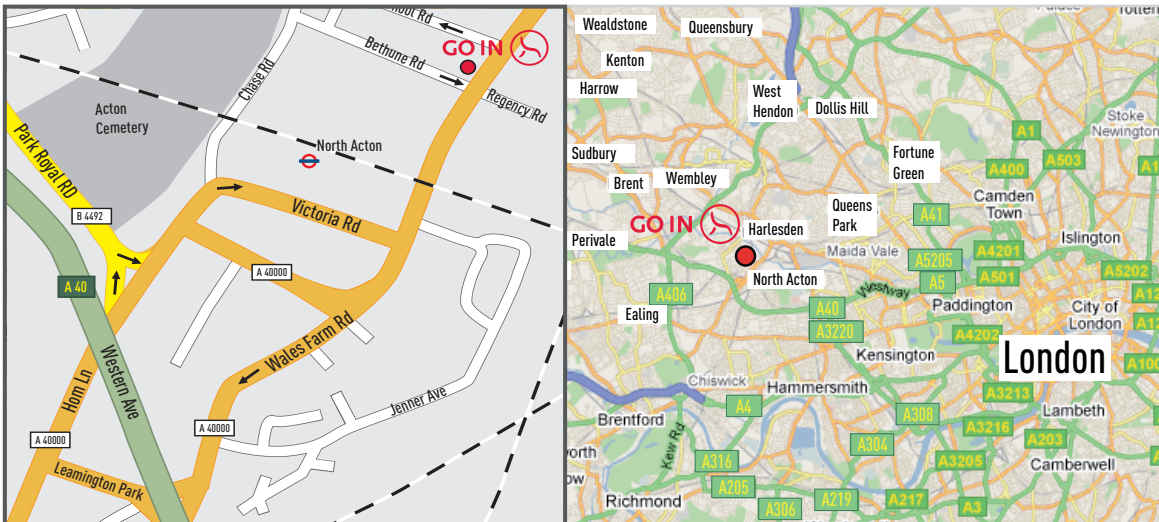 GO IN
Bethune Rd
Chase Rd
Regency Rd
Acton
Cemetery
North Acton
Park Royal RD
B 4492
Victoria Rd
A 40000
A 40
Wales Farm Rd
Hom Ln
Western Ave
Jenner Ave
A 40000
A 40000
Leamington Park
Wealdstone
Queensbury
Kenton
Harrow
West
Hendon
Dollis Hill
Stoke
Newington
A1
A503
A400
Sudbury
Fortune
Green
Brent
Wembley
Camden
Town
Queens
Park
A41
GO IN
Harlesden
Perivale
Maida Vale
Islington
A4201
A5205
A5202
North Acton
A501
A5
A406
Westway
Paddington
A40
City of
London
Ealing
A3220
A4202
Kensington
London
Chiswick
Hammersmith
A3213
A4
A308
Lambeth
Brentford
A3216
Kew Rd
A304
A203
A316
A3205
Camberwell
A205
Richmond
A306
A219
A217
A3